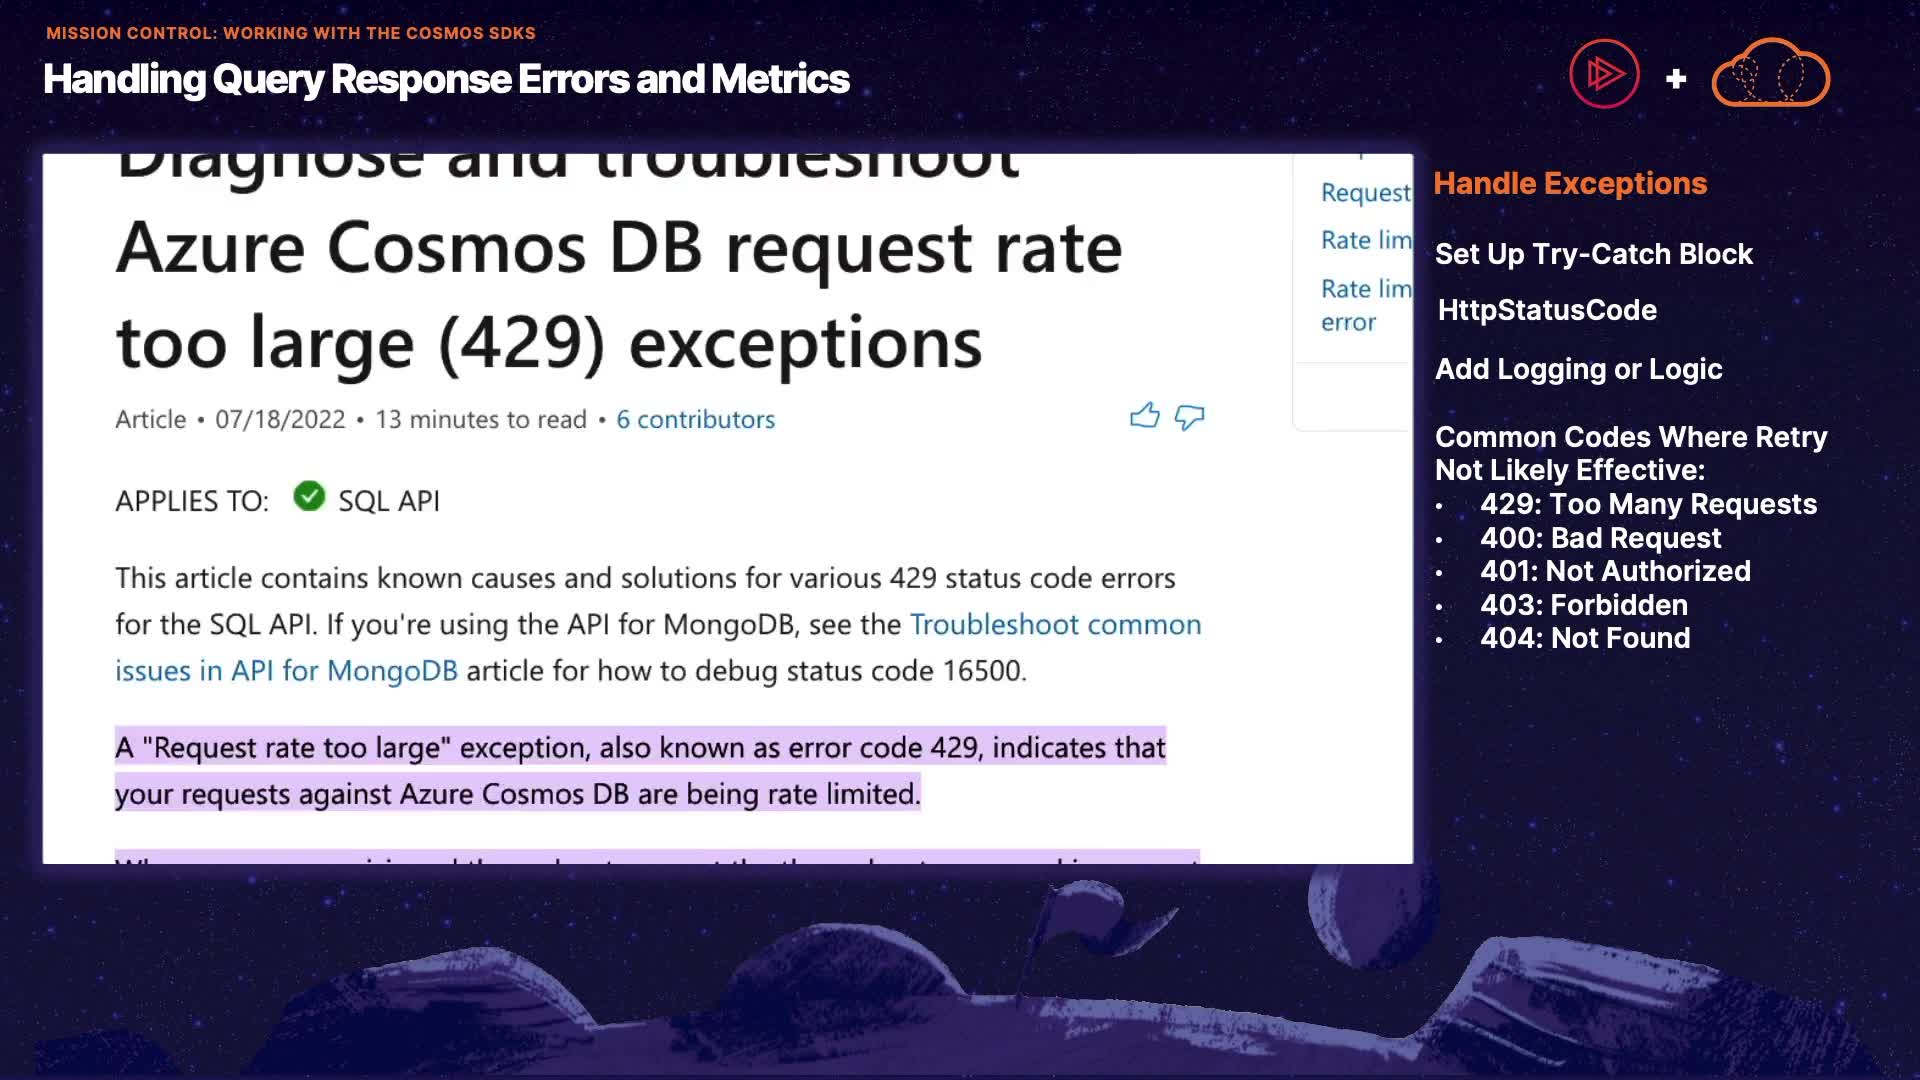 MISSION CONTROL: WORKING WITH THE COSMOS SDKS
Handling Query Response Errors and Metrics
+
Diagnose and troubleshoot
Azure Cosmos DB request rate
too large (429) exceptions
Article • 07/18/2022 • 13 minutes to read • 6 contributors
APPLIES TO: SQL API
This article contains known causes and solutions for various 429 status code errors
for the SQL API. If you're using the API for MongoDB, see the Troubleshoot common
issues in API for MongoDB article for how to debug status code 16500.
A "Request rate too large" exception, also known as error code 429, indicates that
your requests against Azure Cosmos DB are being rate limited.
Request
Rate lim
Rate lim
error
Handle Exceptions
Set Up Try-Catch Block
HttpStatusCode
Add Logging or Logic
Common Codes Where Retry
Not Likely Effective:
• 429: Too Many Requests
• 400: Bad Request
• 401: Not Authorized
• 403: Forbidden
• 404: Not Found